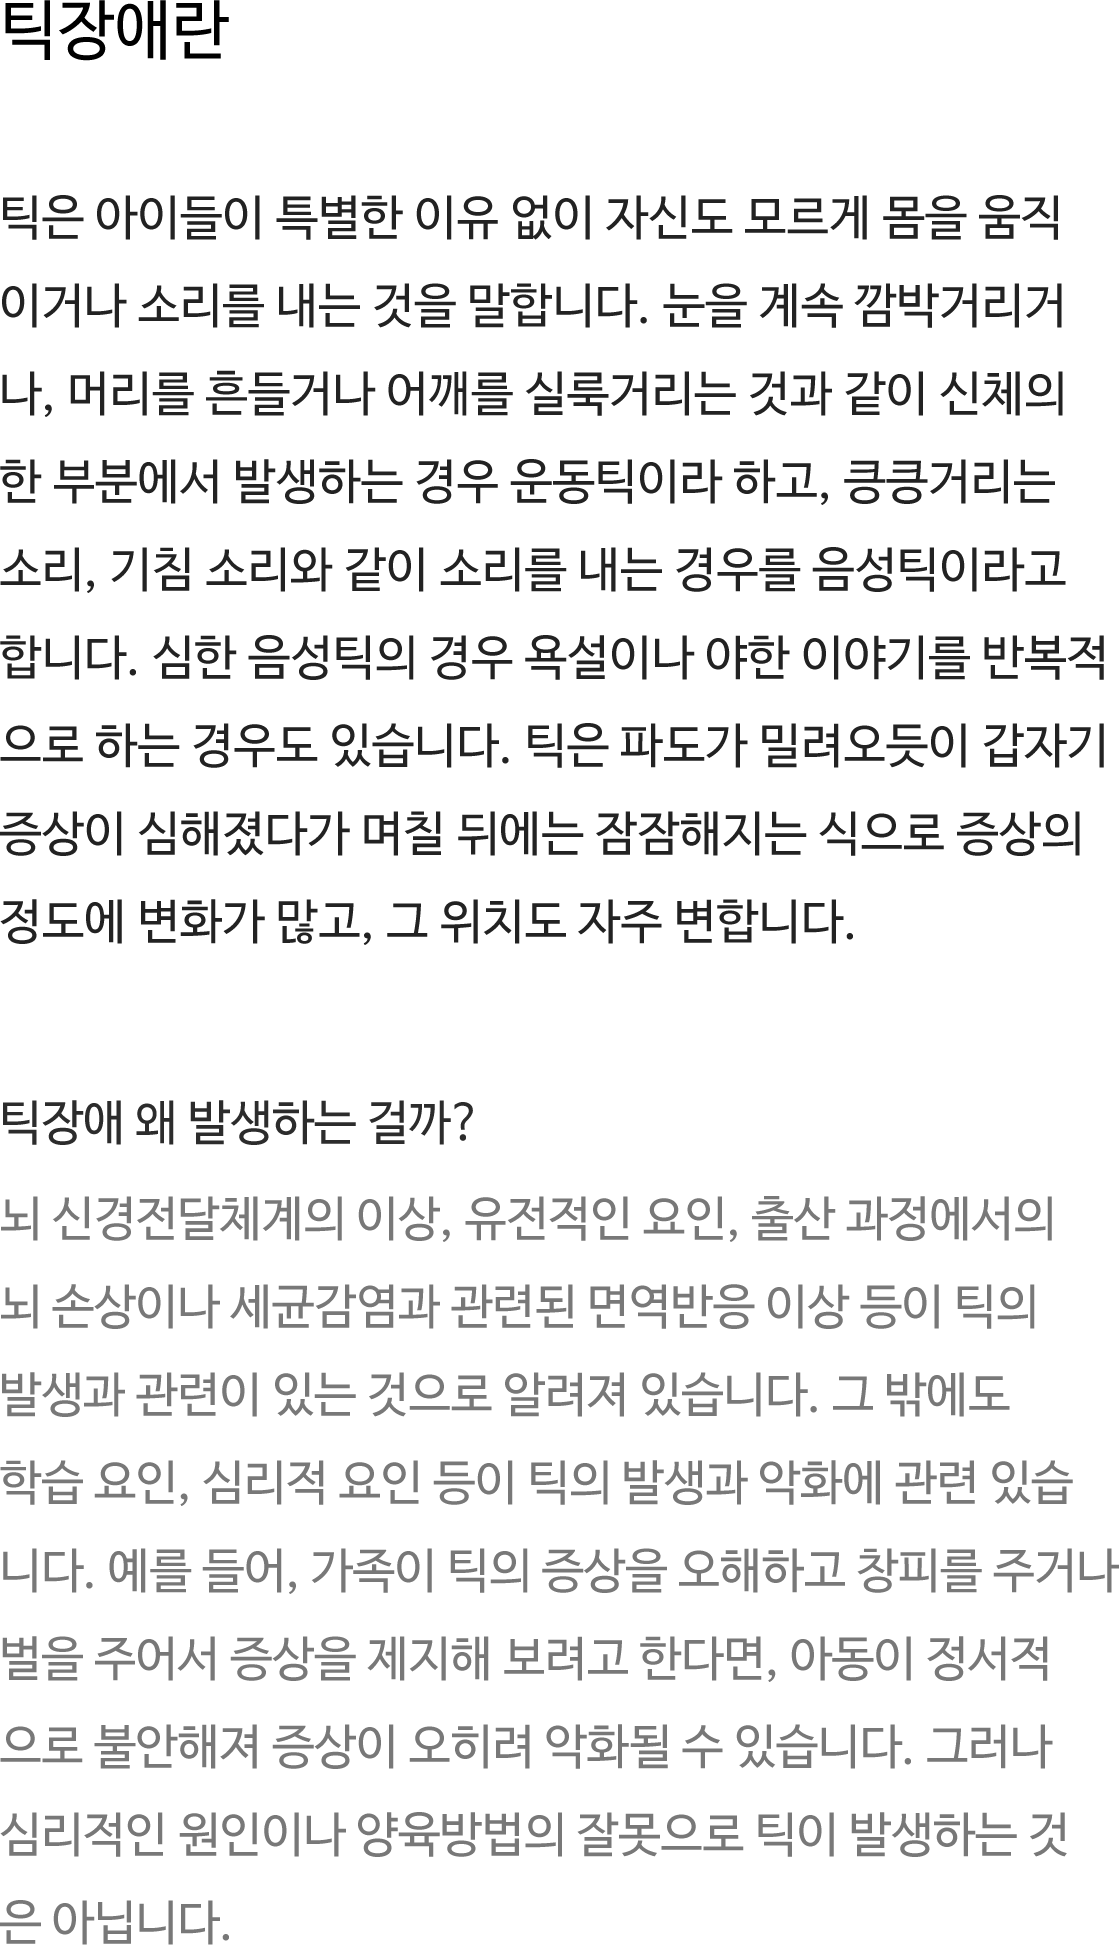 틱장애란
틱은 아이들이 특별한 이유 없이 자신도 모르게 몸을 움직
이거나 소리를 내는 것을 말합니다. 눈을 계속 깜박거리거
나, 머리를 흔들거나 어깨를 실룩거리는 것과 같이 신체의
한 부분에서 발생하는 경우 운동틱이라 하고, 킁킁거리는
소리, 기침 소리와 같이 소리를 내는 경우를 음성틱이라고
합니다. 심한 음성틱의 경우 욕설이나 야한 이야기를 반복적
으로 하는 경우도 있습니다. 틱은 파도가 밀려오듯이 갑자기
증상이 심해졌다가 며칠 뒤에는 잠잠해지는 식으로 증상의
정도에 변화가 많고, 그 위치도 자주 변합니다.
틱장애 왜 발생하는 걸까?
뇌 신경전달체계의 이상, 유전적인 요인, 출산 과정에서의
뇌 손상이나 세균감염과 관련된 면역반응 이상 등이 틱의
발생과 관련이 있는 것으로 알려져 있습니다. 그 밖에도
학습 요인, 심리적 요인 등이 틱의 발생과 악화에 관련 있습
니다. 예를 들어, 가족이 틱의 증상을 오해하고 창피를 주거나
벌을 주어서 증상을 제지해 보려고 한다면, 아동이 정서적
으로 불안해져 증상이 오히려 악화될 수 있습니다. 그러나
심리적인 원인이나 양육방법의 잘못으로 틱이 발생하는 것
은 아닙니다.